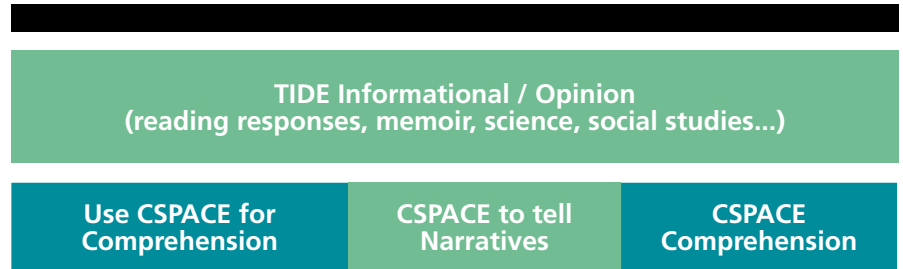 TIDE Informational / Opinion
(reading responses, memoir, science, social studies...)
Use CSPACE for
Comprehension
CSPACE to tell
Narratives
CSPACE
Comprehension